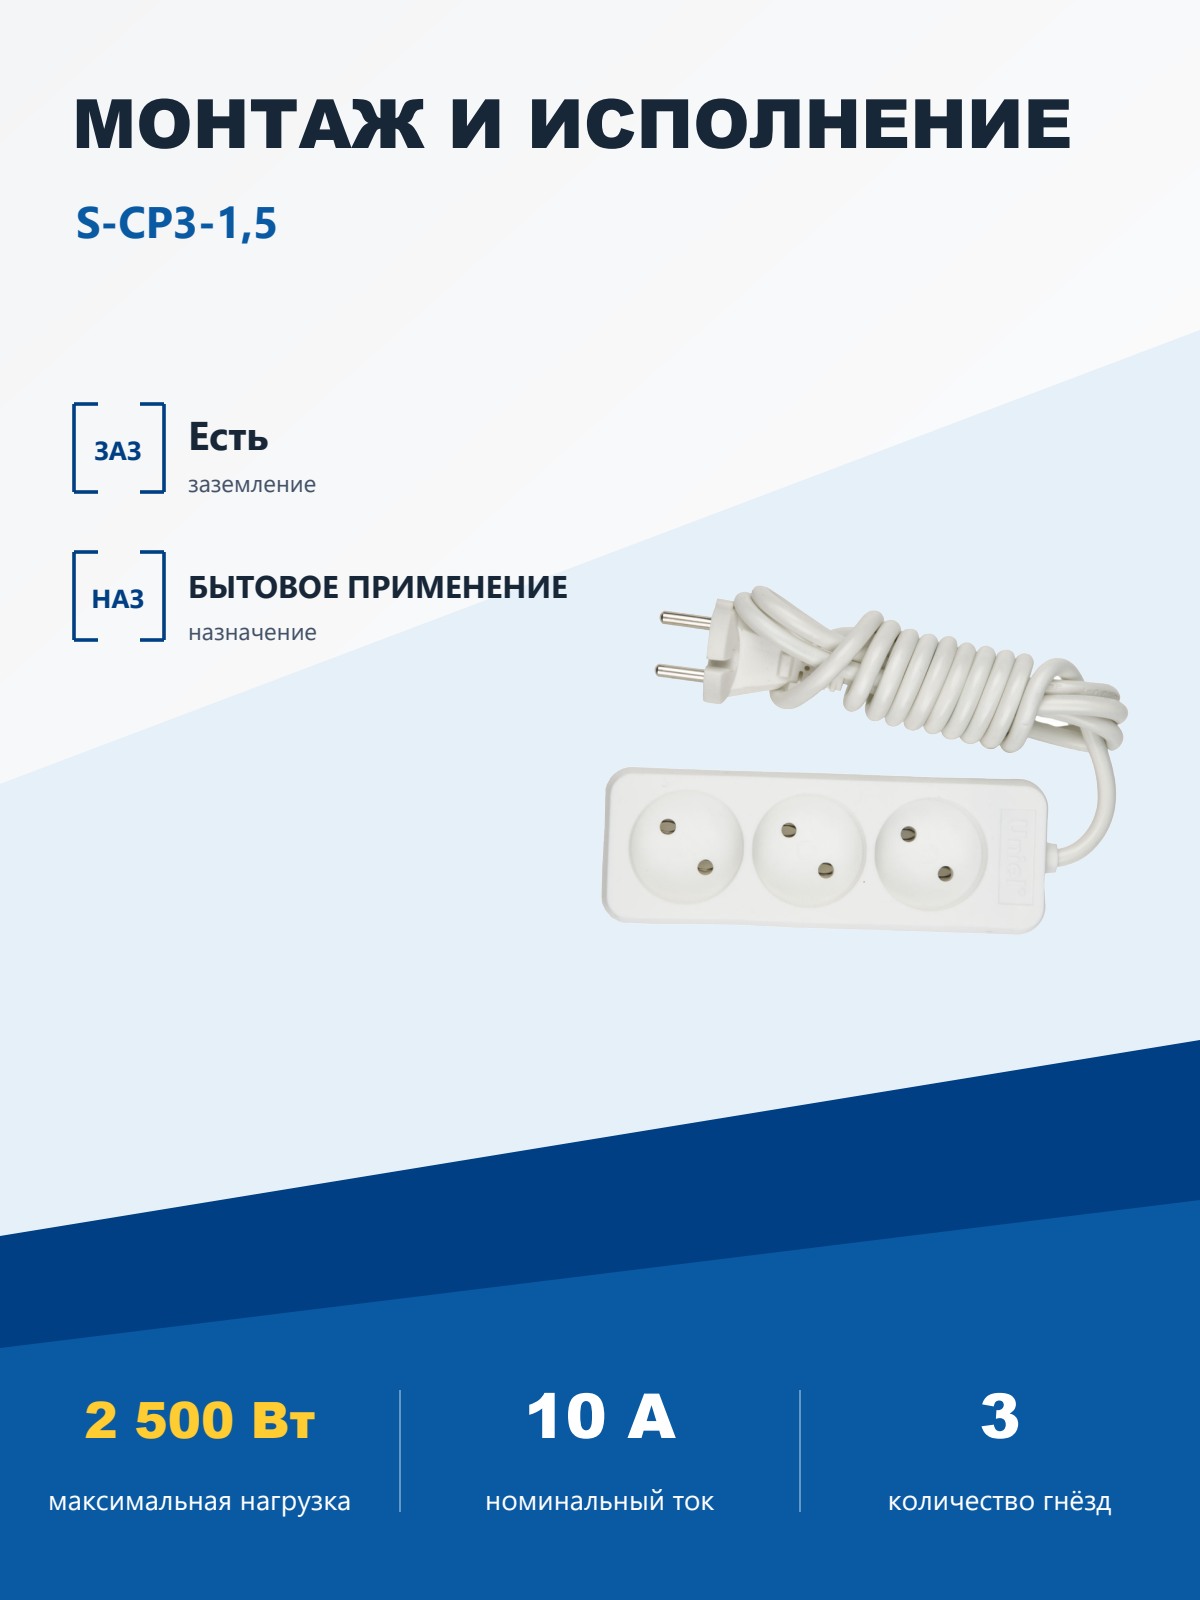 МОНТАЖ И ИСПОЛНЕНИЕ
S-CP3-1,5
ЗАЗ
Есть
заземление
НАЗ
БЫТОВОЕ ПРИМЕНЕНИЕ
назначение
2 500 Вт
максимальная нагрузка
10 А
номинальный ток
3
количество гнёзд